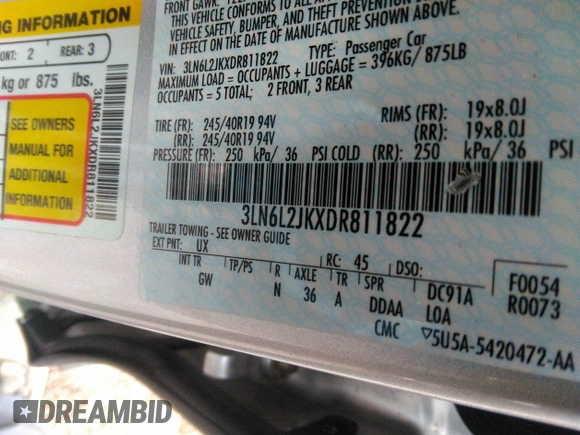 NG INFORMATION
FRONT 2 REAR: 3
kg or 875 lbs.
SEE OWNERS
MANUAL FOR
ADDITIONAL
INFORMATION
3LN6L2JKXDR811822
THIS VEHICLE CONFORMS TO ALL
VEHICLE SAFETY, BUMPER, AND THEFT
IN EFFECT ON THE DATE OF MANUFACTURE SHOWN ABOVE.
VIN: 3LN6L2JKXDR811822 TYPE: Passenger Car
MAXIMUM LOAD = OCCUPANTS + LUGGAGE = 396KG/ 875LB
OCCUPANTS = 5 TOTAL; 2 FRONT, 3 REAR
TIRE (FR): 245/40R19 94V RIMS (FR): 19x8.0J
(RR): 245/40R19 94V (RR): 19x8.0J
PRESSURE (FR): 250 kPa/ 36 PSI COLD (RR): 250 kPa/ 36 PSI
3LN6L2JKXDR811822
TRAILER TOWING - SEE OWNER GUIDE
EXT PNT: UX RC: 45 DSO:
INT TR TP/PS R AXLE TR SPR
GW N 36 A DDAA DC91A F0054
CMC LOA R0073
5U5A-5420472-AA
DREAMBID